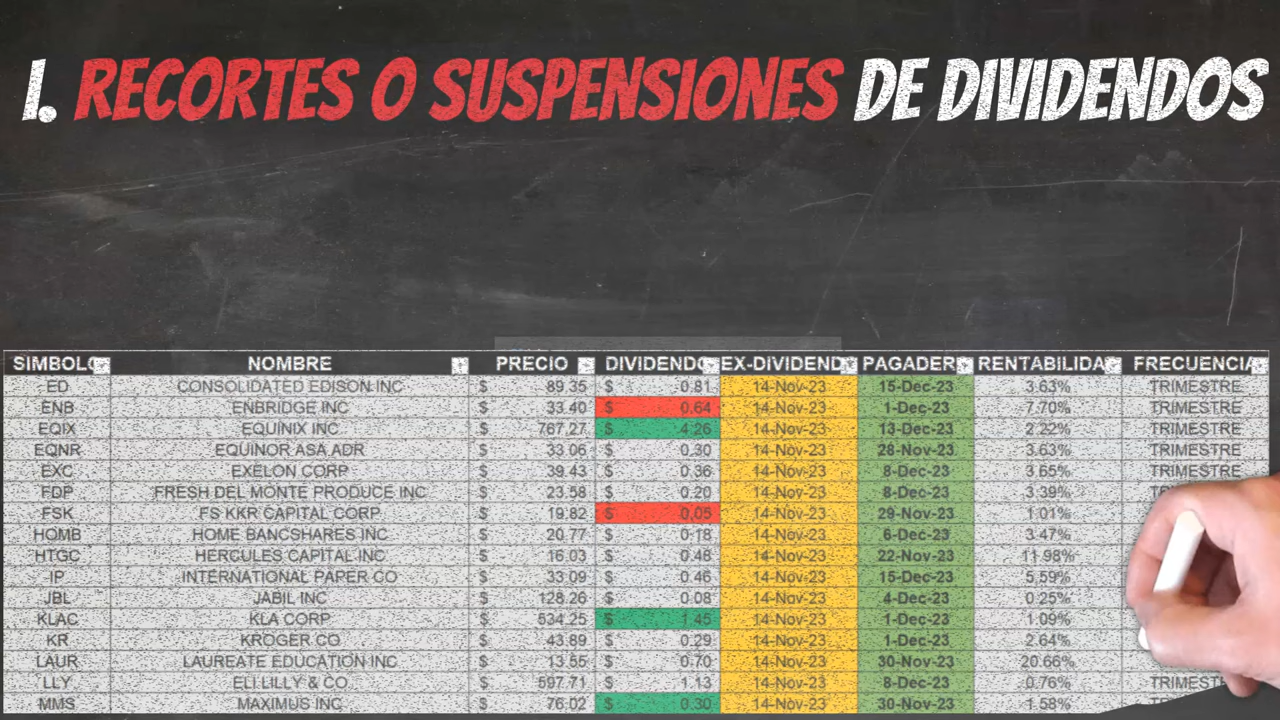 1. RECORTES O SUSPENSIONES DE DIVIDENDOS
SIMBOLO NOMBRE PRECIO DIVIDENDO EX-DIVIDEND PAGADER RENTABILIDA FRECUENCIA
ED CONSOLIDATED EDISON INC $ 89.35 $ 0.81 14-Nov-23 15-Dec-23 3.63% TRIMESTRE
ENB ENBRIDGE INC $ 33.40 $ 0.64 14-Nov-23 1-Dec-23 7.70% TRIMESTRE
EQIX EQUINIX INC $ 767.27 $ 4.26 14-Nov-23 13-Dec-23 2.22% TRIMESTRE
EQNR EQUINOR ASA ADR $ 33.06 $ 0.30 14-Nov-23 28-Nov-23 3.63% TRIMESTRE
EXC EXELON CORP $ 39.43 $ 0.36 14-Nov-23 8-Dec-23 3.65% TRIMESTRE
FDP FRESH DEL MONTE PRODUCE INC $ 23.58 $ 0.20 14-Nov-23 8-Dec-23 3.39%
FSK FS KKR CAPITAL CORP $ 19.82 $ 0.05 14-Nov-23 29-Nov-23 1.01%
HOMB HOME BANCSHARES INC $ 20.77 $ 0.18 14-Nov-23 6-Dec-23 3.47%
HTGC HERCULES CAPITAL INC $ 16.03 $ 0.48 14-Nov-23 22-Nov-23 11.98%
IP INTERNATIONAL PAPER CO $ 33.09 $ 0.46 14-Nov-23 15-Dec-23 5.59%
JBL JABIL INC $ 128.26 $ 0.08 14-Nov-23 4-Dec-23 0.25%
KLAC KLA CORP $ 534.25 $ 1.45 14-Nov-23 1-Dec-23 1.09%
KR KROGER CO $ 43.89 $ 0.29 14-Nov-23 1-Dec-23 2.64%
LAUR LAUREATE EDUCATION INC $ 13.55 $ 0.70 14-Nov-23 30-Nov-23 20.66%
LLY ELI LILLY & CO $ 597.71 $ 1.13 14-Nov-23 8-Dec-23 0.76% TRIMEST
MMS MAXIMUS INC $ 76.02 $ 0.30 14-Nov-23 30-Nov-23 1.58%